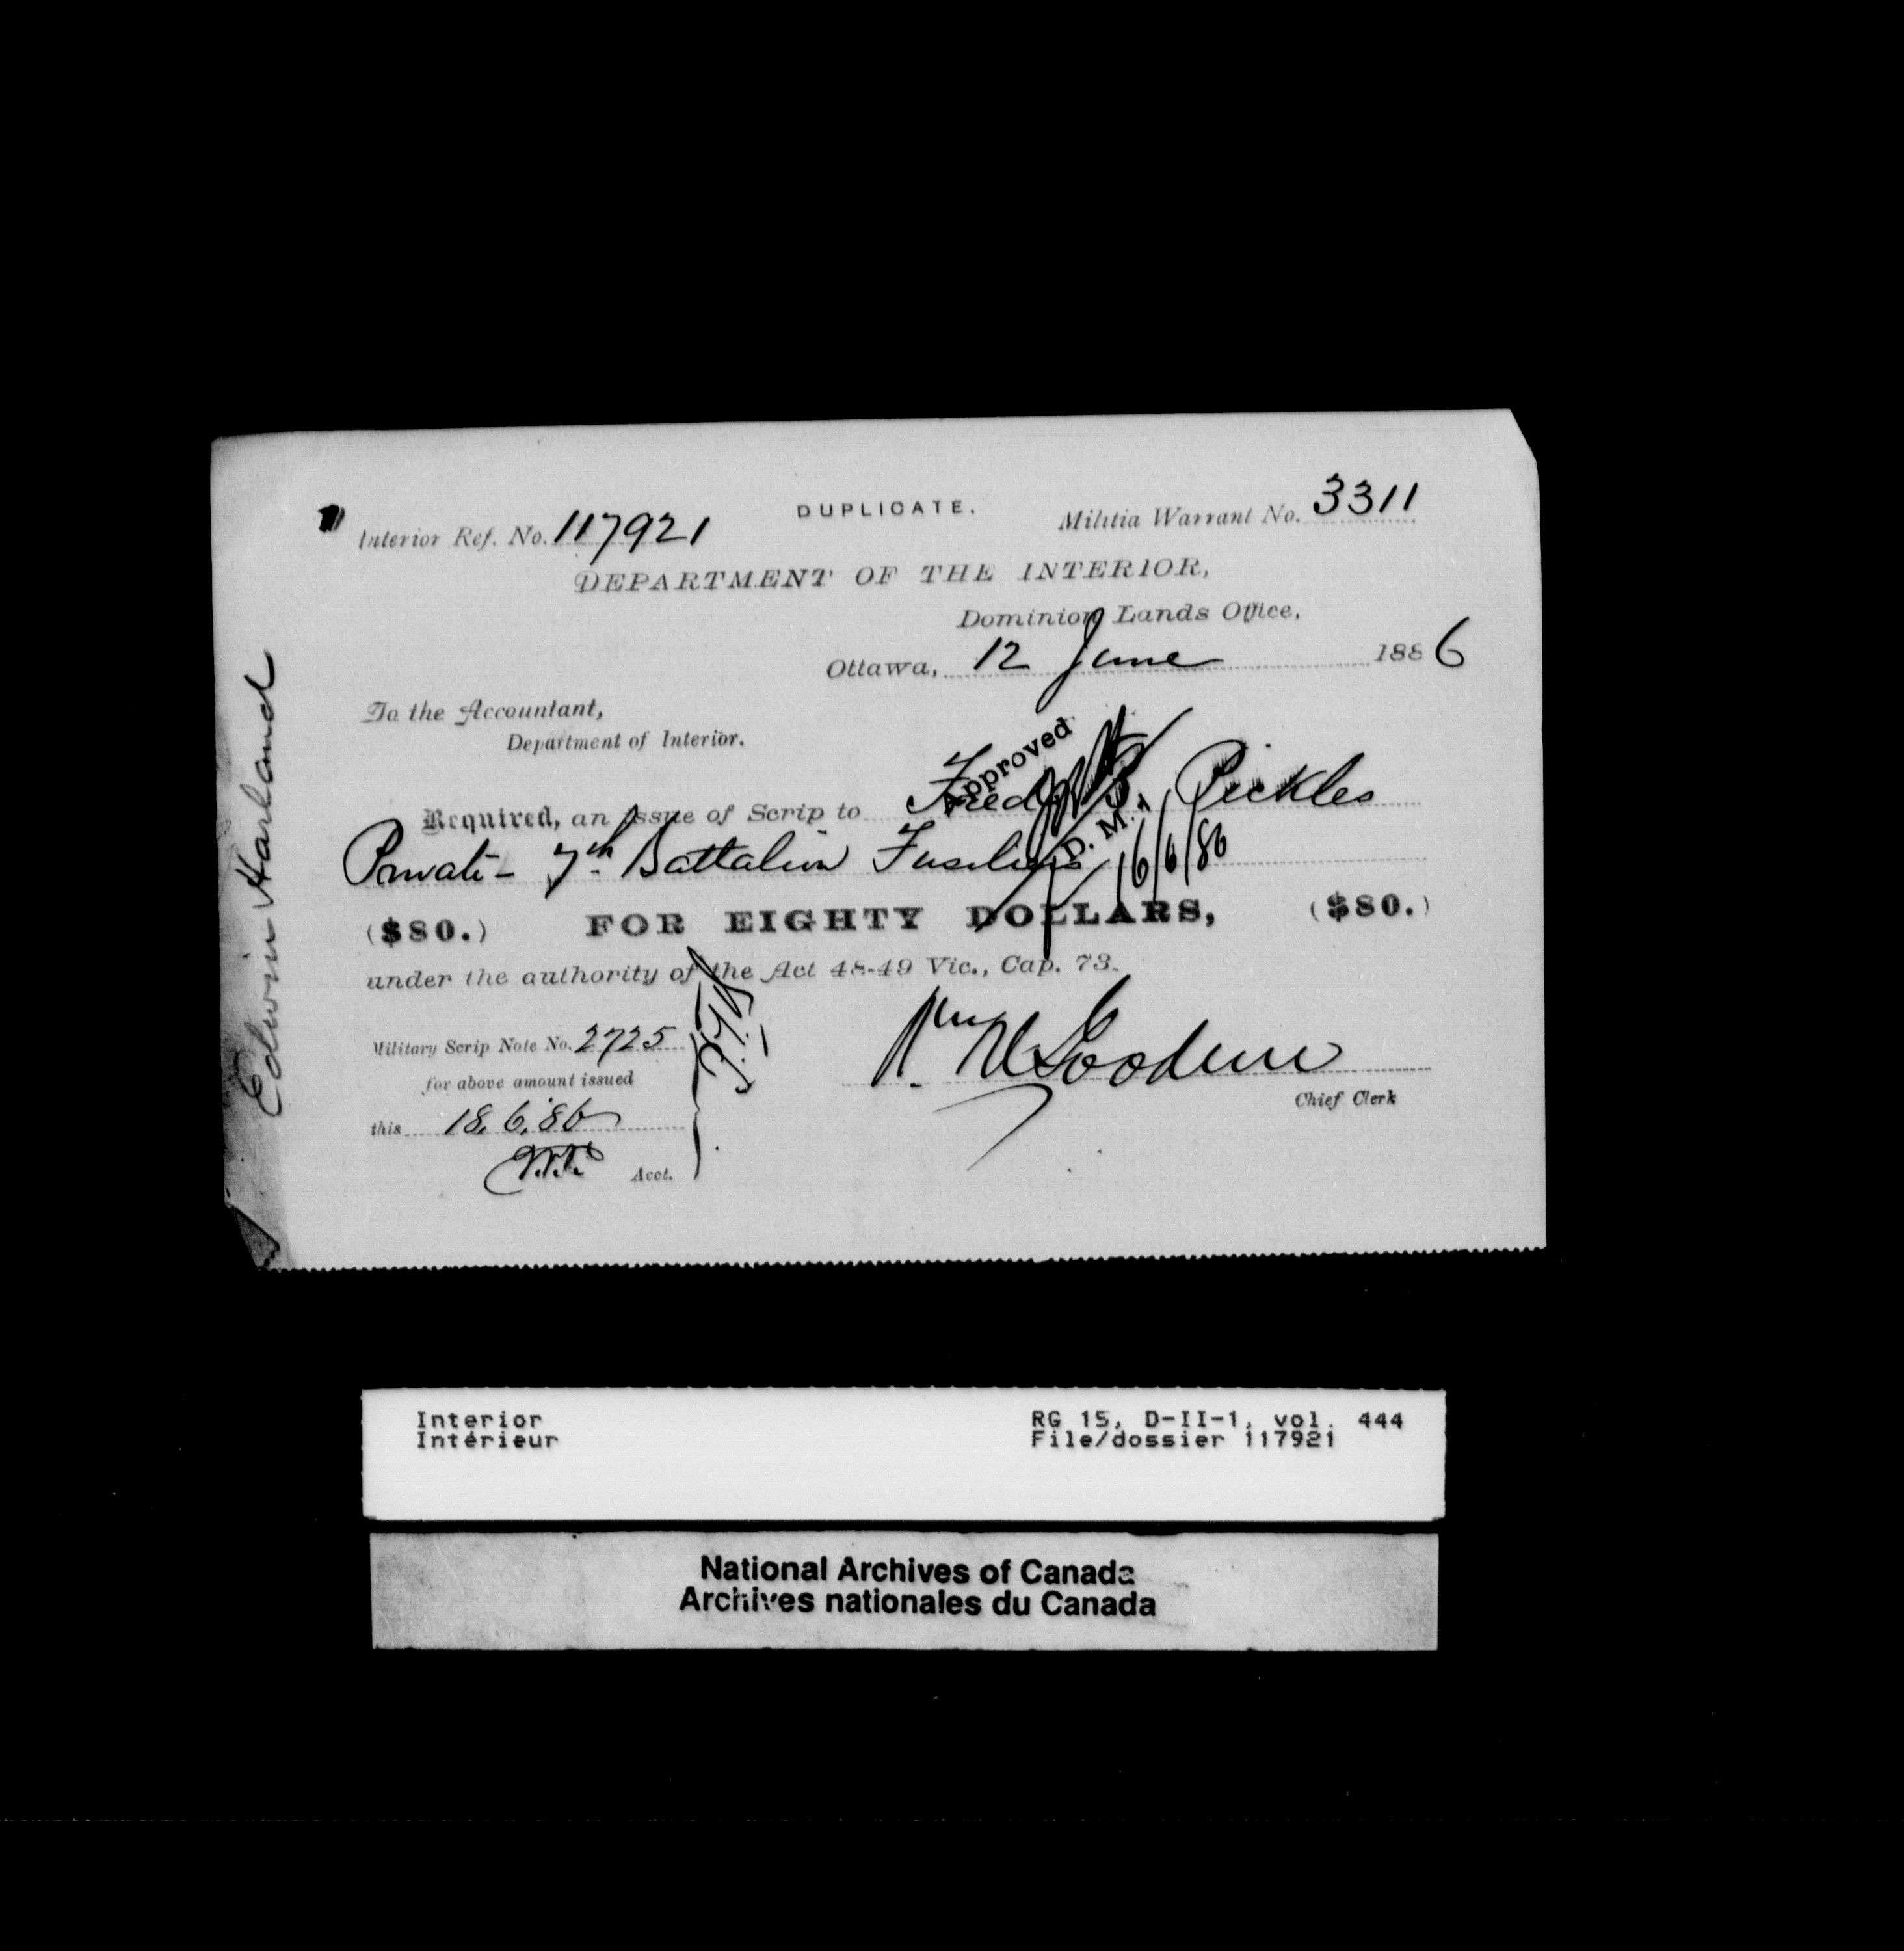 DUPLICATE.
Interior Ref. No. 117921
Militia Warrant No. 3311
DEPARTMENT OF THE INTERIOR,
Dominion Lands Office,
Ottawa, 12 June 1886
To the Accountant,
Department of Interior.
Approved
D. M.
16/6/86
Required, an issue of Scrip to Fredk B. Pickles
Private - 7th Battalion Fusiliers
($80.) FOR EIGHTY DOLLARS, ($80.)
under the authority of the Act 48-49 Vic., Cap. 73.
Military Scrip Note No. 2725
for above amount issued
this 18.6.86
Acct.
Wm M Goodeve
Chief Clerk
Edwin Harland
Interior
Intérieur
RG 15, D-II-1, vol. 444
File/dossier 117921
National Archives of Canada
Archives nationales du Canada